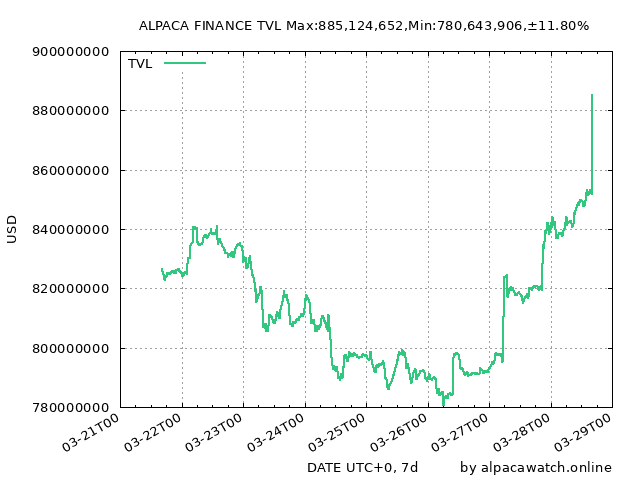 ALPACA FINANCE TVL Max:885,124,652,Min:780,643,906,±11.80%
TVL
USD
900000000
880000000
860000000
840000000
820000000
800000000
780000000
03-21T00
03-22T00
03-23T00
03-24T00
03-25T00
03-26T00
03-27T00
03-28T00
03-29T00
DATE UTC+0, 7d
by alpacawatch.online